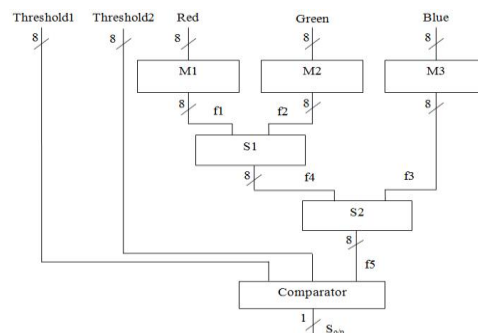 Threshold1 Threshold2 Red Green Blue
8 8 8 8 8
M1 M2 M3
8 f1 f2 8 8
S1
8 f4 f3
S2
8
f5
Comparator
1
So/p